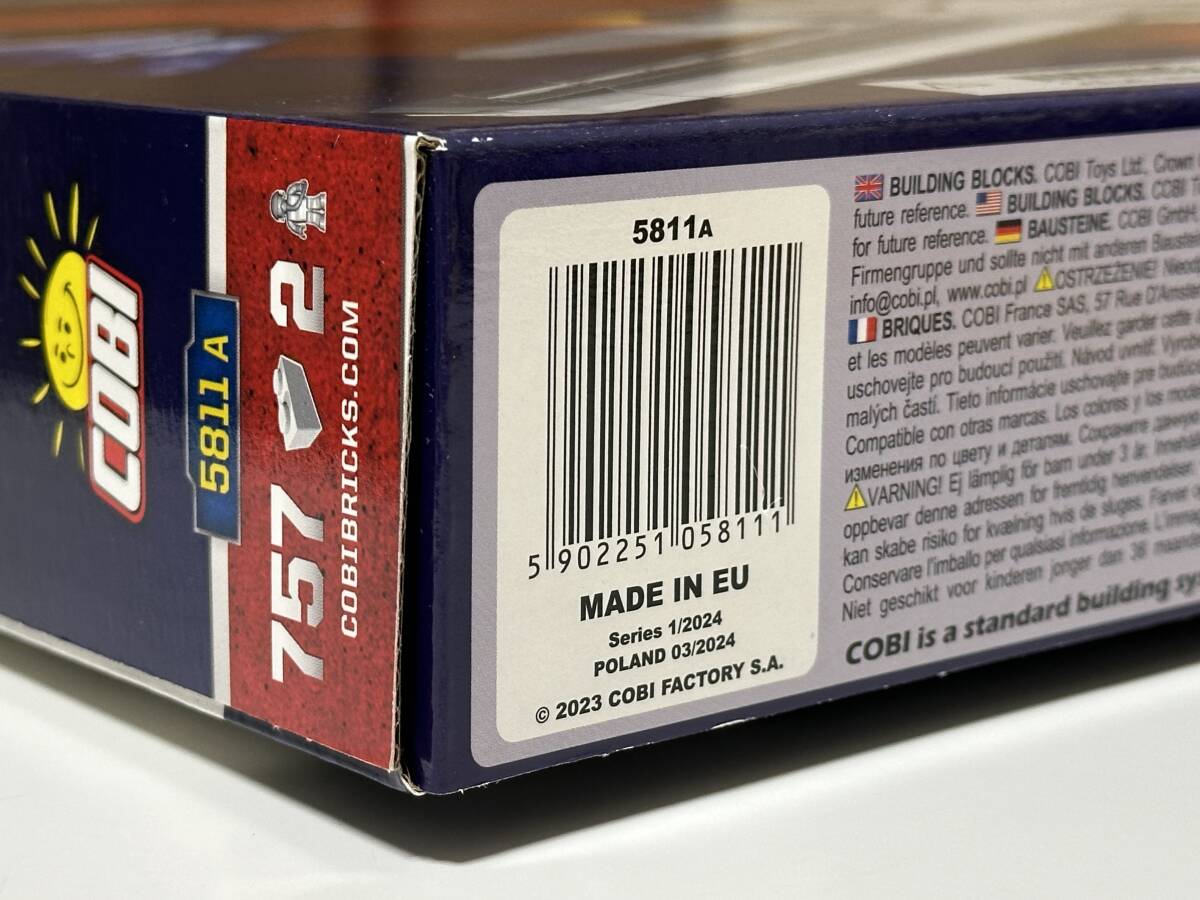 COBI
5811 A
757 2
COBIBRICKS.COM
5811A
5 902251 058111
MADE IN EU
Series 1/2024
POLAND 03/2024
© 2023 COBI FACTORY S.A.
BUILDING BLOCKS. COBI Toys Ltd., Crown
future reference. BUILDING BLOCKS. COBI
for future reference. BAUSTEINE. COBI GmbH
Firmengruppe und sollte nicht mit anderen
info@cobi.pl, www.cobi.pl OSTRZEŻENIE!
BRIQUES. COBI France SAS, 57 Rue
et les modèles peuvent varier. Veuillez garder cette
uschovejte pro budoucí použití. Návod uvnitř.
malých častí. Tieto informácie uschovajte pre
Compatible con otras marcas. Los colores y los
изменения по цвету и деталям. Сохраните
VARNING! Ej lämplig för barn under 3 år.
oppbevar denne adressen for fremtidig henvendelser.
kan skabe risiko for kvælning hvis de sluges. Farver
Conservare l'imballo per qualsiasi informazione.
Niet geschikt voor kinderen jonger dan 36
COBI is a standard building